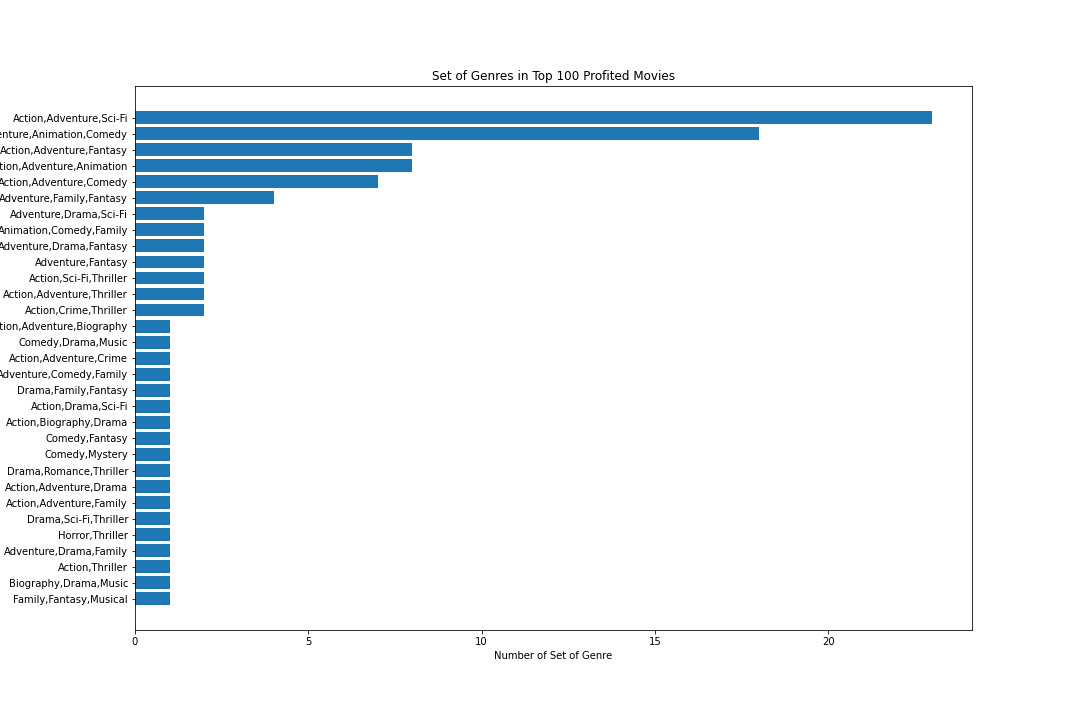 Set of Genres in Top 100 Profited Movies
Action,Adventure,Sci-Fi
enture,Animation,Comedy
Action,Adventure,Fantasy
tion,Adventure,Animation
Action,Adventure,Comedy
Adventure,Family,Fantasy
Adventure,Drama,Sci-Fi
Animation,Comedy,Family
Adventure,Drama,Fantasy
Adventure,Fantasy
Action,Sci-Fi,Thriller
Action,Adventure,Thriller
Action,Crime,Thriller
tion,Adventure,Biography
Comedy,Drama,Music
Action,Adventure,Crime
Adventure,Comedy,Family
Drama,Family,Fantasy
Action,Drama,Sci-Fi
Action,Biography,Drama
Comedy,Fantasy
Comedy,Mystery
Drama,Romance,Thriller
Action,Adventure,Drama
Action,Adventure,Family
Drama,Sci-Fi,Thriller
Horror,Thriller
Adventure,Drama,Family
Action,Thriller
Biography,Drama,Music
Family,Fantasy,Musical
0 5 10 15 20
Number of Set of Genre